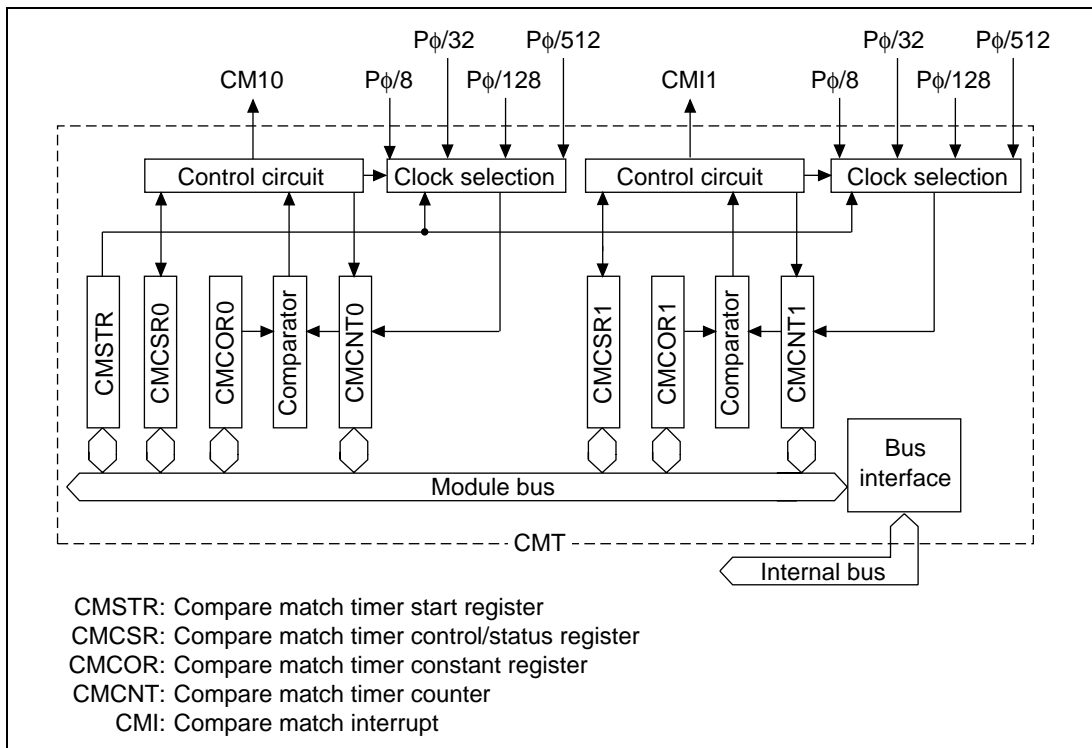 Pφ/32 Pφ/512 Pφ/32 Pφ/512
CM10 Pφ/8 Pφ/128 CMI1 Pφ/8 Pφ/128
Control circuit Clock selection Control circuit Clock selection
CMSTR
CMCSR0
CMCOR0
Comparator
CMCNT0
CMCSR1
CMCOR1
Comparator
CMCNT1
Bus
interface
Module bus
CMT
Internal bus
CMSTR: Compare match timer start register
CMCSR: Compare match timer control/status register
CMCOR: Compare match timer constant register
CMCNT: Compare match timer counter
CMI: Compare match interrupt